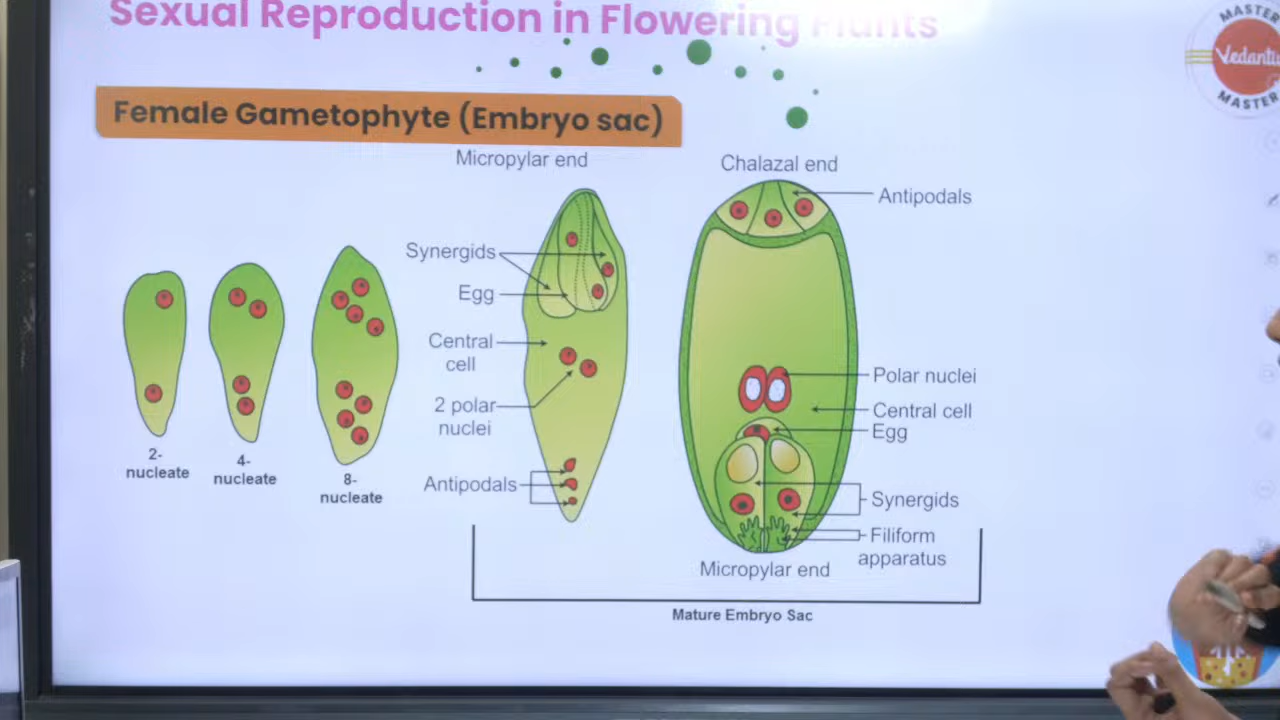 Sexual Reproduction in Flowering Plants
MASTER
Vedantu
MASTER
Female Gametophyte (Embryo sac)
Micropylar end
Chalazal end
Antipodals
Synergids
Egg
Central
cell
2 polar
nuclei
Antipodals
Polar nuclei
Central cell
Egg
Synergids
Filiform
apparatus
Micropylar end
2-
nucleate
4-
nucleate
8-
nucleate
Mature Embryo Sac